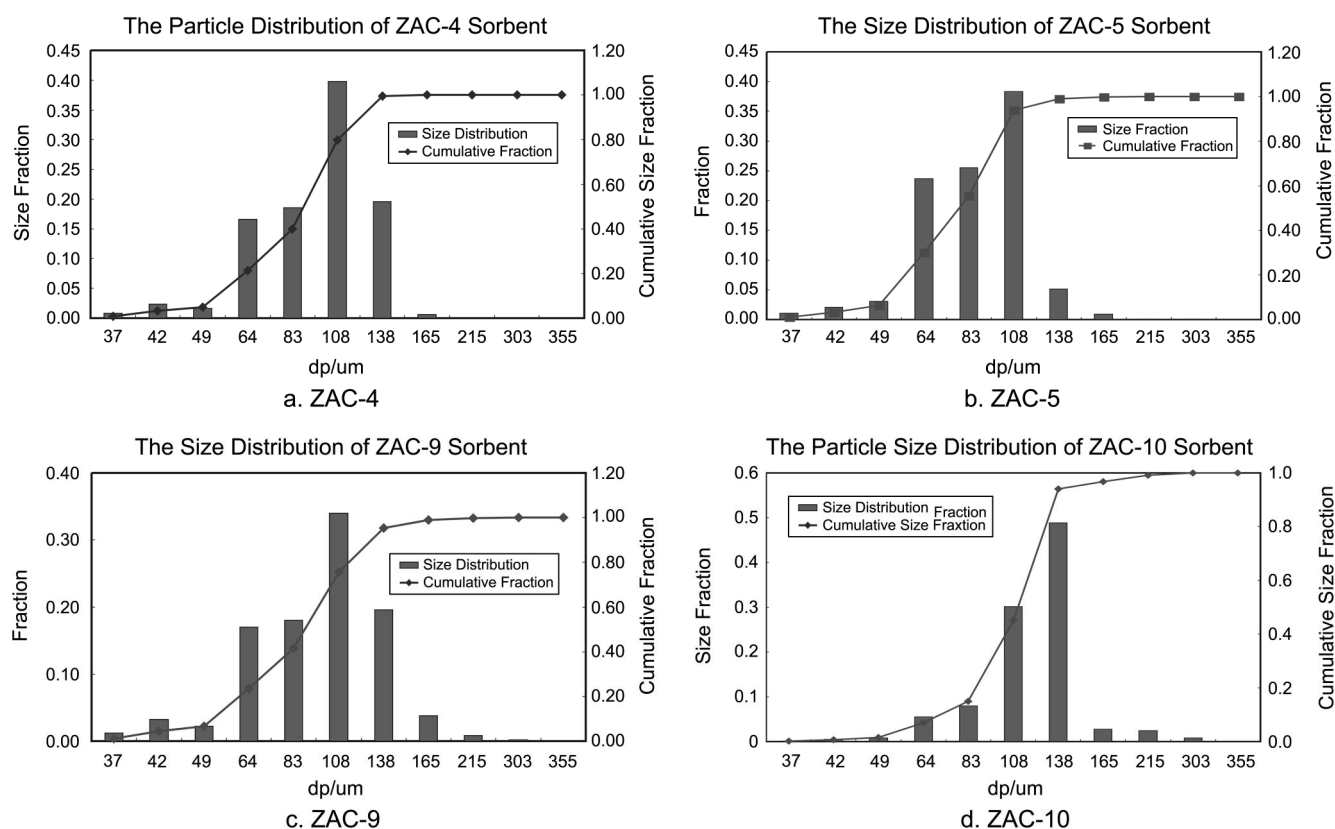 The Particle Distribution of ZAC-4 Sorbent
0.45
0.40
0.35
0.30
0.25
0.20
0.15
0.10
0.05
0.00
Size Fraction
Size Distribution
Cumulative Fraction
1.20
1.00
0.80
0.60
0.40
0.20
0.00
Cumulative Size Fraction
37 42 49 64 83 108 138 165 215 303 355
dp/um
a. ZAC-4
The Size Distribution of ZAC-5 Sorbent
0.45
0.40
0.35
0.30
0.25
0.20
0.15
0.10
0.05
0.00
Fraction
Size Fraction
Cumulative Fraction
1.20
1.00
0.80
0.60
0.40
0.20
0.00
Cumulative Fraction
37 42 49 64 83 108 138 165 215 303 355
dp/um
b. ZAC-5
The Size Distribution of ZAC-9 Sorbent
0.40
0.30
0.20
0.10
0.00
Fraction
Size Distribution
Cumulative Fraction
1.20
1.00
0.80
0.60
0.40
0.20
0.00
Cumulative Fraction
37 42 49 64 83 108 138 165 215 303 355
dp/um
c. ZAC-9
The Particle Size Distribution of ZAC-10 Sorbent
0.6
0.5
0.4
0.3
0.2
0.1
0
Size Fraction
Size Distribution Fraction
Cumulative Size Fraxtion
1.0
0.8
0.6
0.4
0.2
0.0
Cumulative Size Fraction
37 42 49 64 83 108 138 165 215 303 355
dp/um
d. ZAC-10